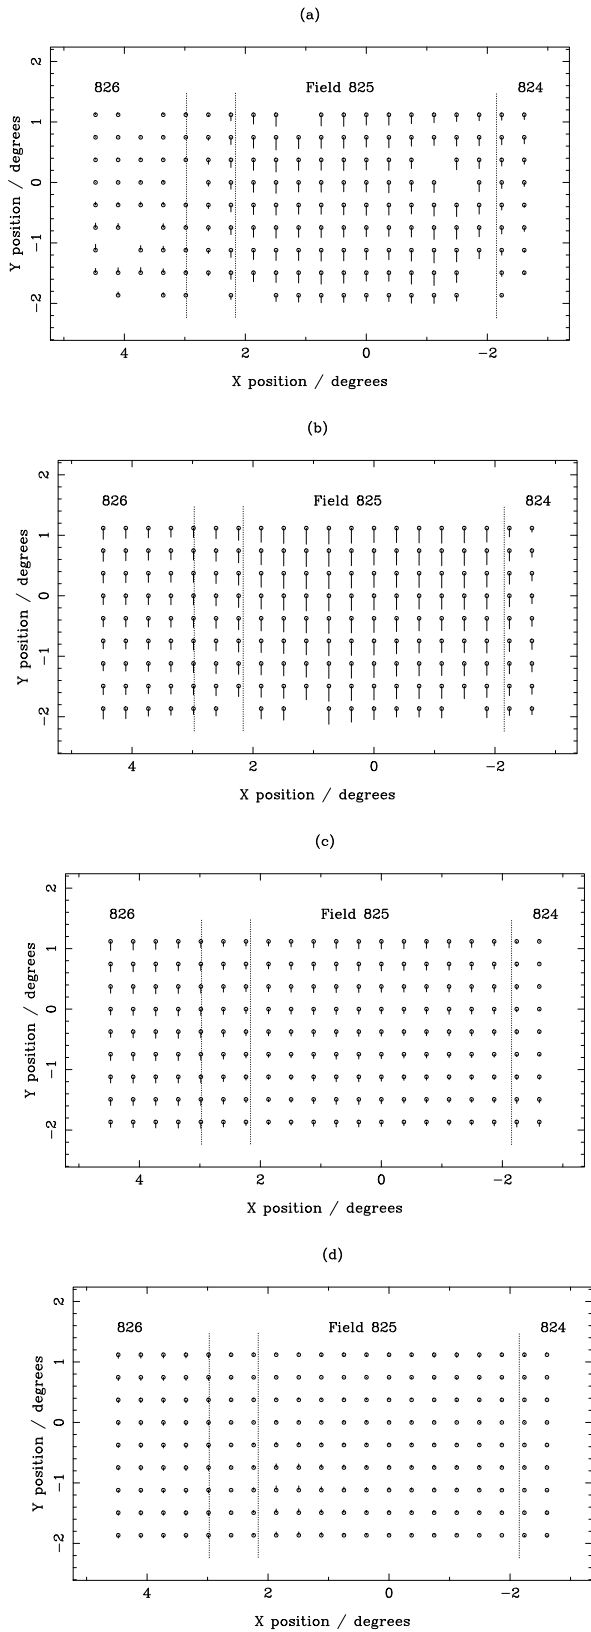 (a)
826 Field 825 824
2
1
0
−1
−2
Y position / degrees
4 2 0 −2
X position / degrees
(b)
826 Field 825 824
2
1
0
−1
−2
Y position / degrees
4 2 0 −2
X position / degrees
(c)
826 Field 825 824
2
1
0
−1
−2
Y position / degrees
4 2 0 −2
X position / degrees
(d)
826 Field 825 824
2
1
0
−1
−2
Y position / degrees
4 2 0 −2
X position / degrees